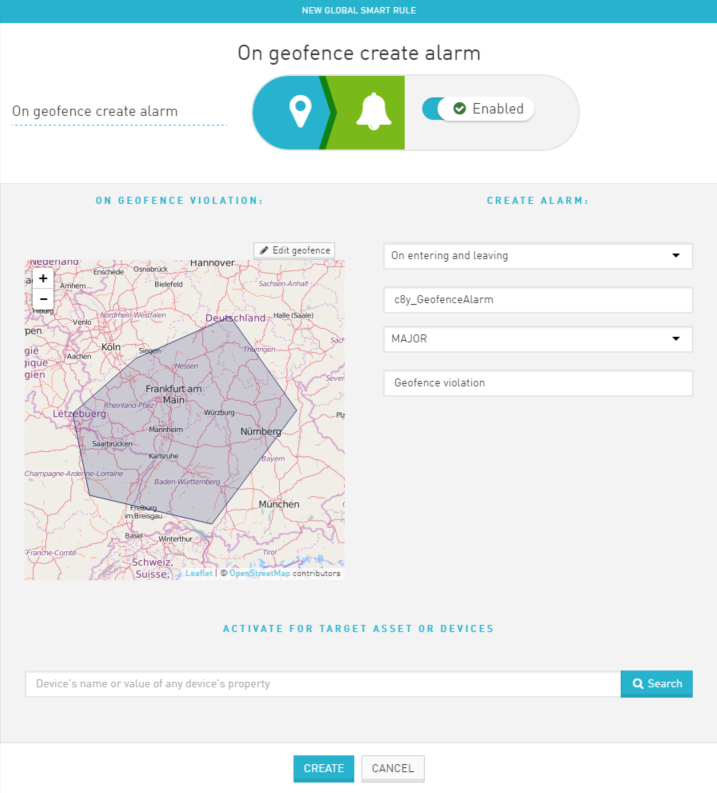 NEW GLOBAL SMART RULE
On geofence create alarm
On geofence create alarm
Enabled
ON GEOFENCE VIOLATION:
CREATE ALARM:
Edit geofence
On entering and leaving
c8y_GeofenceAlarm
MAJOR
Geofence violation
+
−
Nederland
Hannover
Enschede
Osnabrück
Arnhem...
Bielefeld
Sachsen-Anhalt
Nordrhein-Westfalen
Deutschland
Halle (Saale)
Venlo
Köln
Aachen
Siegen
Thüringen
Hessen
Frankfurt am
Main
Rheinland-Pfalz
Lëtzebuerg
Würzburg
Mannheim
Nürnberg
Saarbrücken
Karlsruhe
Bayern
Champagne-Ardenne-Lorraine
Baden-Württemberg
München
Freiburg
im Breisgau
Basel
Winterthur
Franche-Comté
Tirol
Schweiz,
Suisse,
Leaflet | © OpenStreetMap contributors
ACTIVATE FOR TARGET ASSET OR DEVICES
Device's name or value of any device's property
Search
CREATE
CANCEL